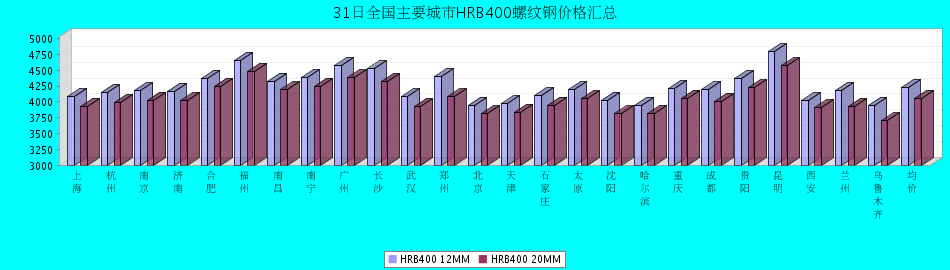 31日全国主要城市HRB400螺纹钢价格汇总
5000
4750
4500
4250
4000
3750
3500
3250
3000
上海
杭州
南京
济南
合肥
福州
南昌
南宁
广州
长沙
武汉
郑州
北京
天津
石家庄
太原
沈阳
哈尔滨
重庆
成都
贵阳
昆明
西安
兰州
乌鲁木齐
均价
HRB400 12MM
HRB400 20MM